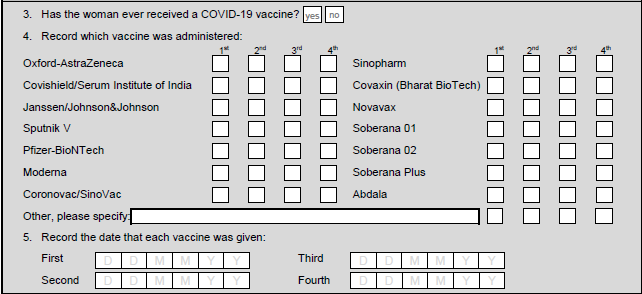 3. Has the woman ever received a COVID-19 vaccine? yes no
4. Record which vaccine was administered:
1st 2nd 3rd 4th 1st 2nd 3rd 4th
Oxford-AstraZeneca Sinopharm
Covishield/Serum Institute of India Covaxin (Bharat BioTech)
Janssen/Johnson&Johnson Novavax
Sputnik V Soberana 01
Pfizer-BioNTech Soberana 02
Moderna Soberana Plus
Coronovac/SinoVac Abdala
Other, please specify:
5. Record the date that each vaccine was given:
First D D M M Y Y Third D D M M Y Y
Second D D M M Y Y Fourth D D M M Y Y